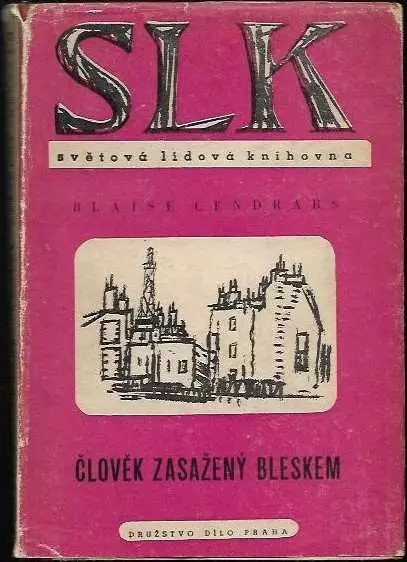 SLK
světová lidová knihovna
BLAISE CENDRARS
ČLOVĚK ZASAŽENÝ BLESKEM
DRUŽSTVO DÍLO PRAHA